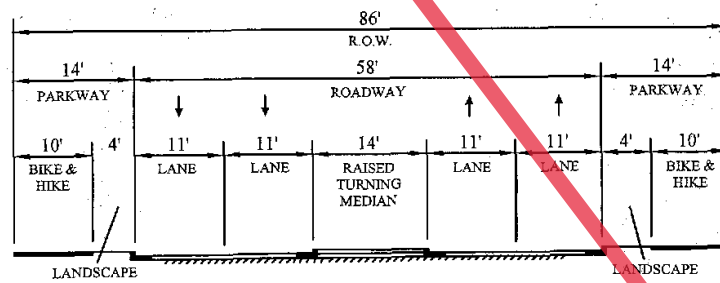 86'
R.O.W.
14' 58' 14'
PARKWAY ROADWAY PARKWAY
10' 4' 11' 11' 14' 11' 11' 4' 10'
BIKE & HIKE LANE LANE RAISED TURNING MEDIAN LANE LANE BIKE & HIKE
LANDSCAPE LANDSCAPE